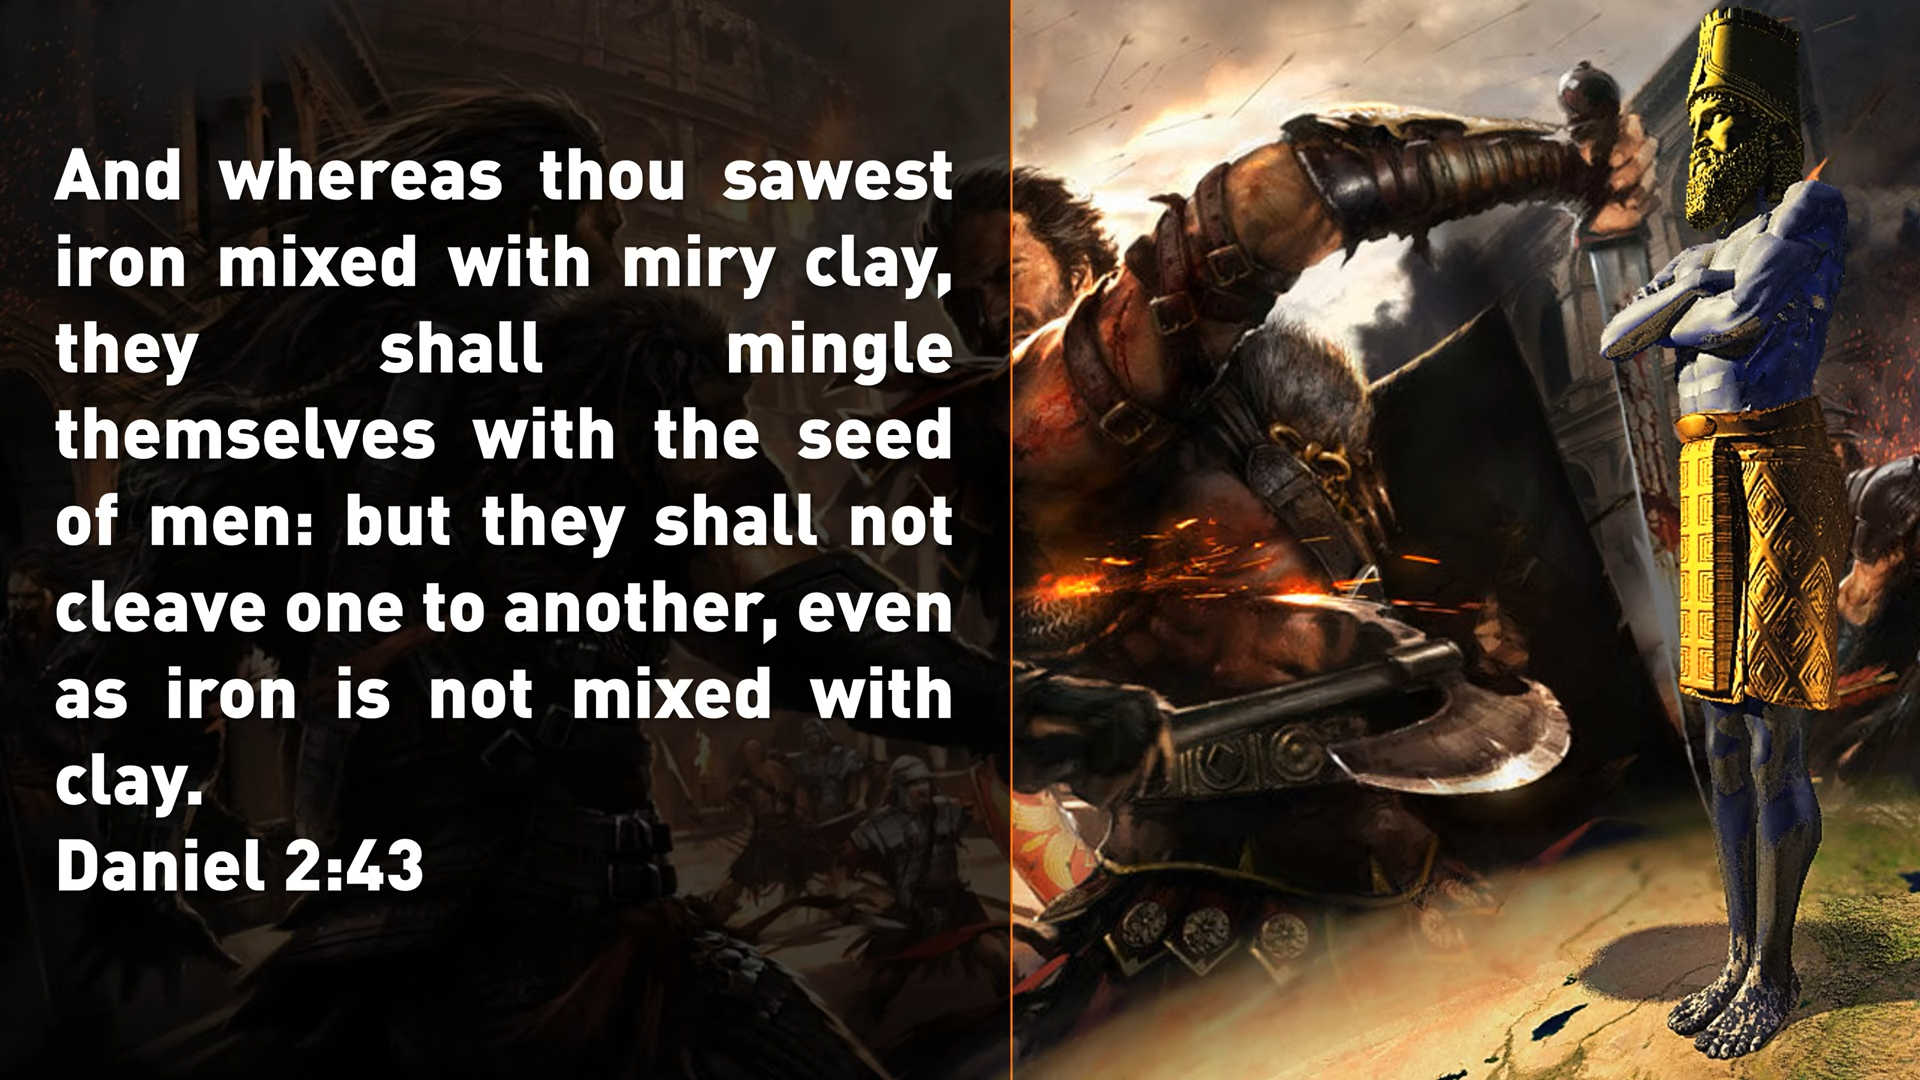 And whereas thou sawest
iron mixed with miry clay,
they shall mingle
themselves with the seed
of men: but they shall not
cleave one to another, even
as iron is not mixed with
clay.
Daniel 2:43